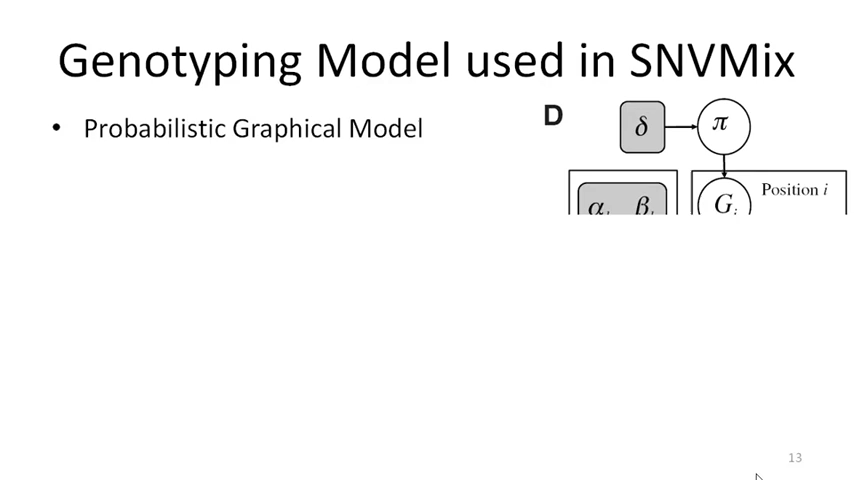 Genotyping Model used in SNVMix
• Probabilistic Graphical Model
D
δ
π
Position i
α β
G i
13